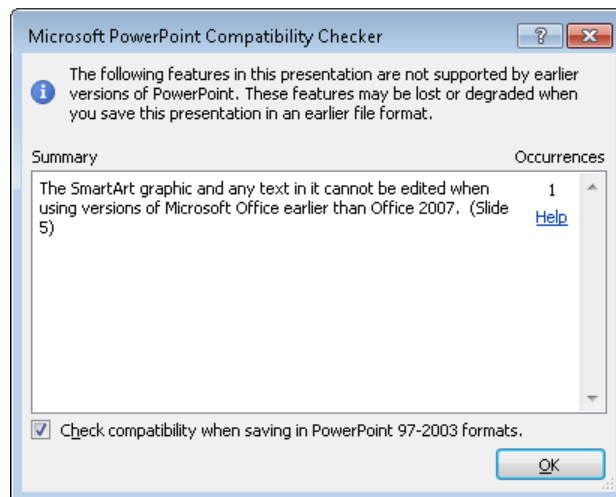 Microsoft PowerPoint Compatibility Checker
The following features in this presentation are not supported by earlier
versions of PowerPoint. These features may be lost or degraded when
you save this presentation in an earlier file format.
Summary
Occurrences
The SmartArt graphic and any text in it cannot be edited when
using versions of Microsoft Office earlier than Office 2007. (Slide
5)
1
Help
Check compatibility when saving in PowerPoint 97-2003 formats.
OK